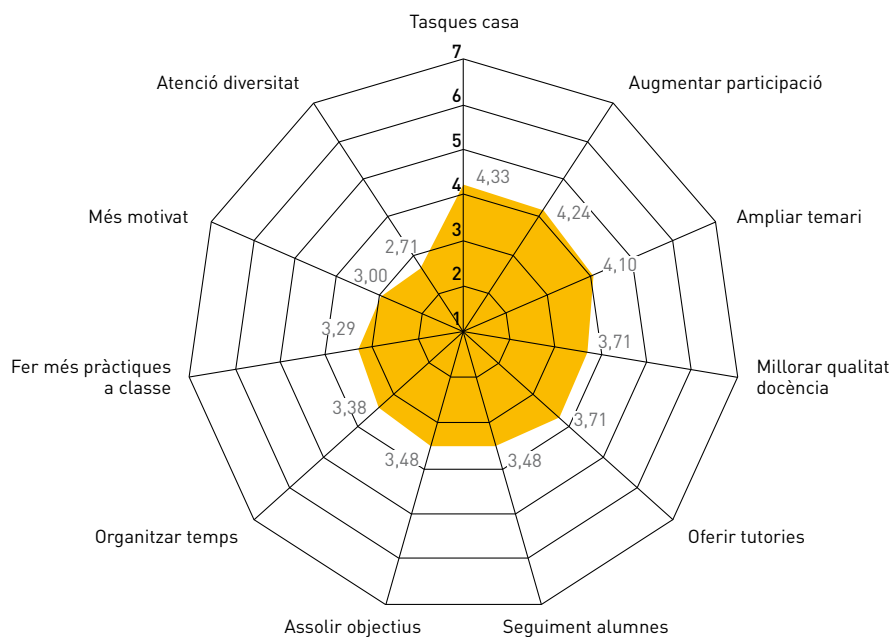 Tasques casa
7
Atenció diversitat
Augmentar participació
6
5
4
4,33
Més motivat
4,24
Ampliar temari
3
2,71
4,10
3,00
2
1
3,29
3,71
Fer més pràctiques
a classe
Millorar qualitat
docència
3,38
3,71
3,48
3,48
Organitzar temps
Oferir tutories
Assolir objectius
Seguiment alumnes